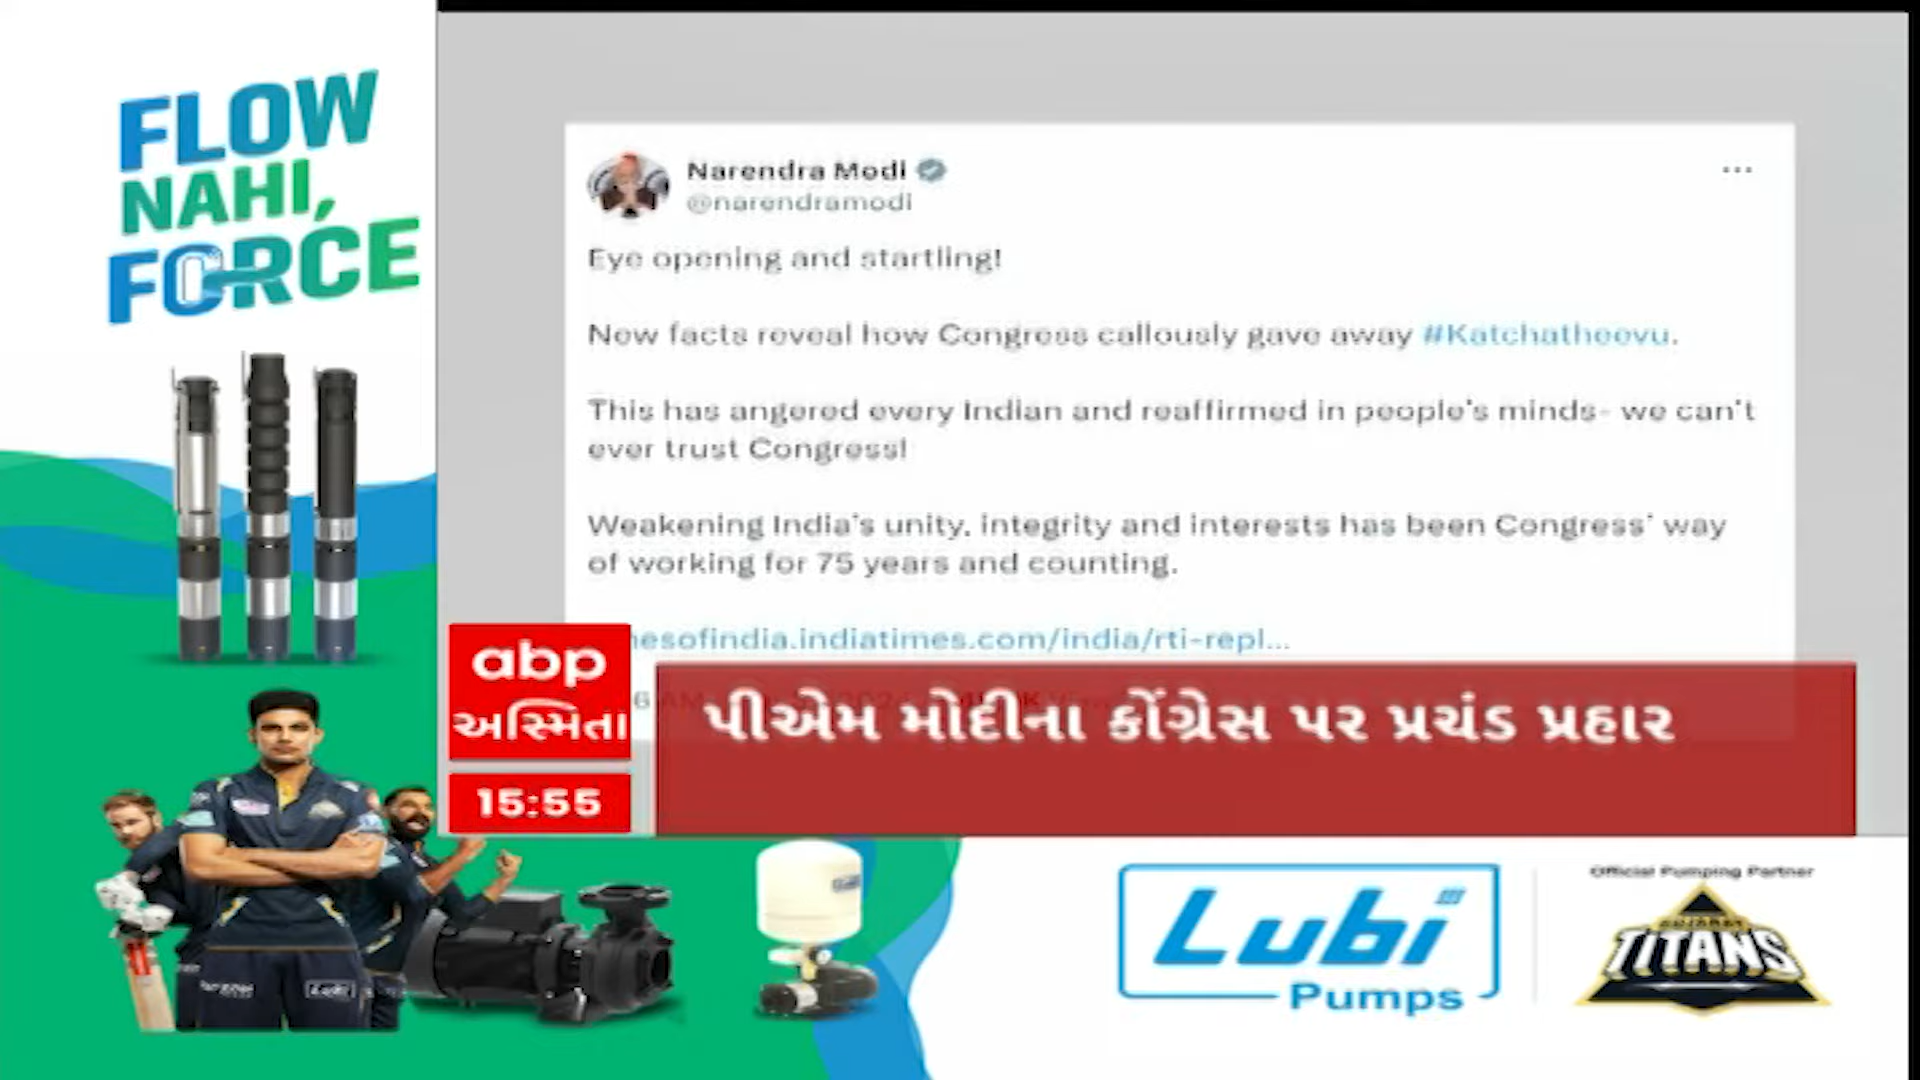 FLOW
NAHI,
FORCE
Narendra Modi
@narendramodi
Eye opening and startling!
New facts reveal how Congress callously gave away #Katchatheevu.
This has angered every Indian and reaffirmed in people's minds- we can't
ever trust Congress!
Weakening India's unity, integrity and interests has been Congress' way
of working for 75 years and counting.
mesofindia.indiatimes.com/india/rti-repl...
abp
અસ્મિતા
15:55
પીએમ મોદીના કોંગ્રેસ પર પ્રચંડ પ્રહાર
Lubi
Pumps
Official Pumping Partner
GUJARAT
TITANS